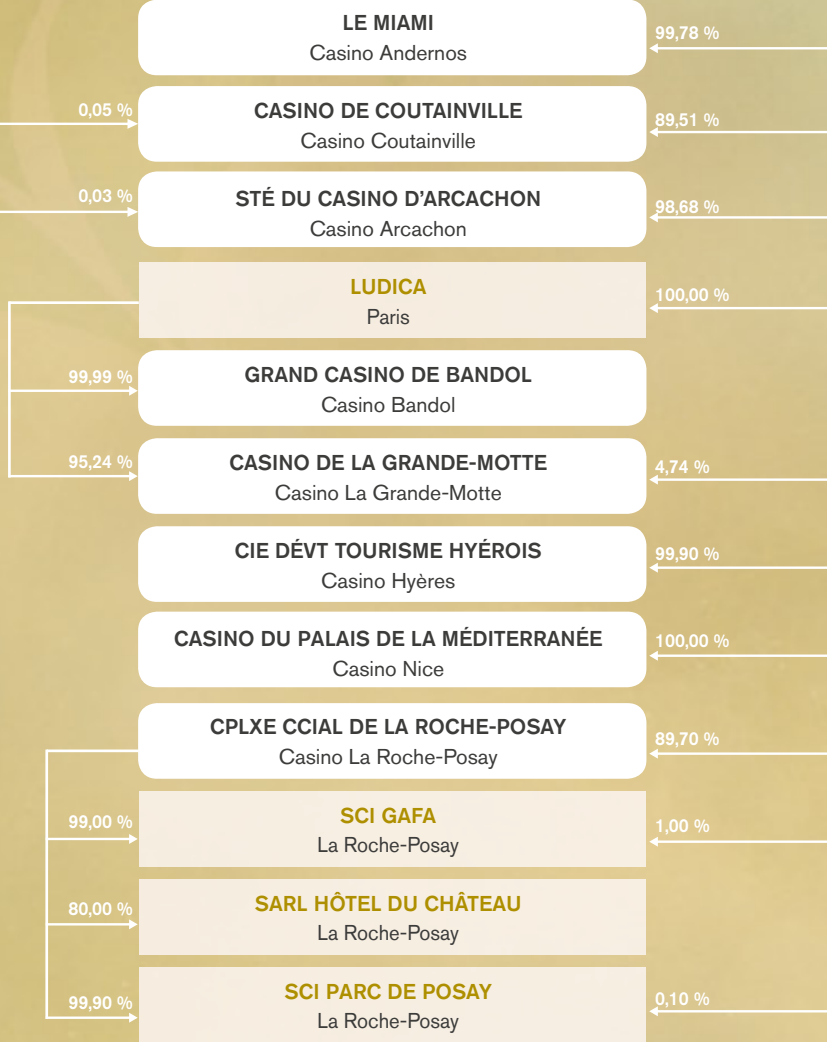 LE MIAMI
Casino Andernos
99,78 %
0,05 %
CASINO DE COUTAINVILLE
Casino Coutainville
89,51 %
0,03 %
STÉ DU CASINO D'ARCACHON
Casino Arcachon
98,68 %
LUDICA
Paris
100,00 %
99,99 %
GRAND CASINO DE BANDOL
Casino Bandol
95,24 %
CASINO DE LA GRANDE-MOTTE
Casino La Grande-Motte
4,74 %
CIE DÉVT TOURISME HYÉROIS
Casino Hyères
99,90 %
CASINO DU PALAIS DE LA MÉDITERRANÉE
Casino Nice
100,00 %
CPLXE CCIAL DE LA ROCHE-POSAY
Casino La Roche-Posay
89,70 %
99,00 %
SCI GAFA
La Roche-Posay
1,00 %
80,00 %
SARL HÔTEL DU CHÂTEAU
La Roche-Posay
99,90 %
SCI PARC DE POSAY
La Roche-Posay
0,10 %